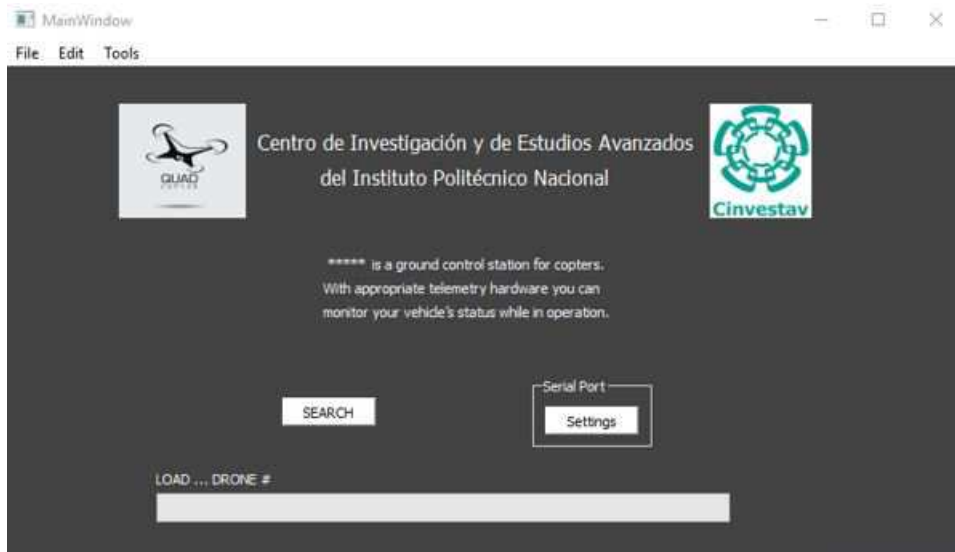 MainWindow
File Edit Tools
Centro de Investigación y de Estudios Avanzados
del Instituto Politécnico Nacional
QUAD
COPTER
Cinvestav
***** is a ground control station for copters.
With appropriate telemetry hardware you can
monitor your vehicle's status while in operation.
Serial Port
SEARCH
Settings
LOAD ... DRONE #